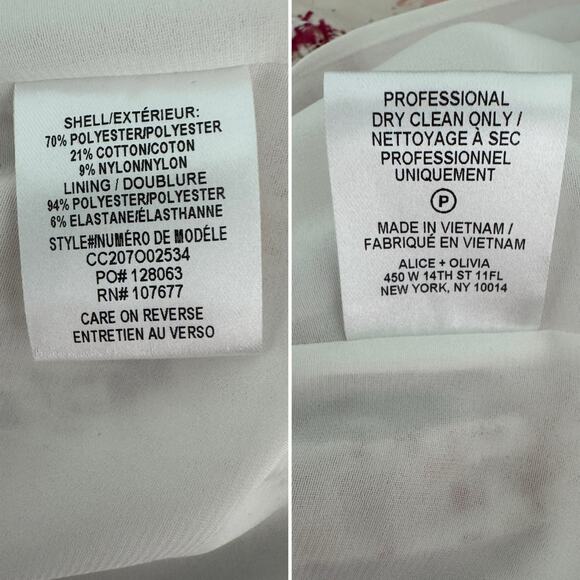 SHELL/EXTÉRIEUR:
70% POLYESTER/POLYESTER
21% COTTON/COTON
9% NYLON/NYLON
LINING / DOUBLURE
94% POLYESTER/POLYESTER
6% ELASTANE/ÉLASTHANNE
STYLE#/NUMÉRO DE MODÉLE
CC207O02534
PO# 128063
RN# 107677
CARE ON REVERSE
ENTRETIEN AU VERSO
PROFESSIONAL
DRY CLEAN ONLY /
NETTOYAGE À SEC
PROFESSIONNEL
UNIQUEMENT
P
MADE IN VIETNAM /
FABRIQUÉ EN VIETNAM
ALICE + OLIVIA
450 W 14TH ST 11FL
NEW YORK, NY 10014